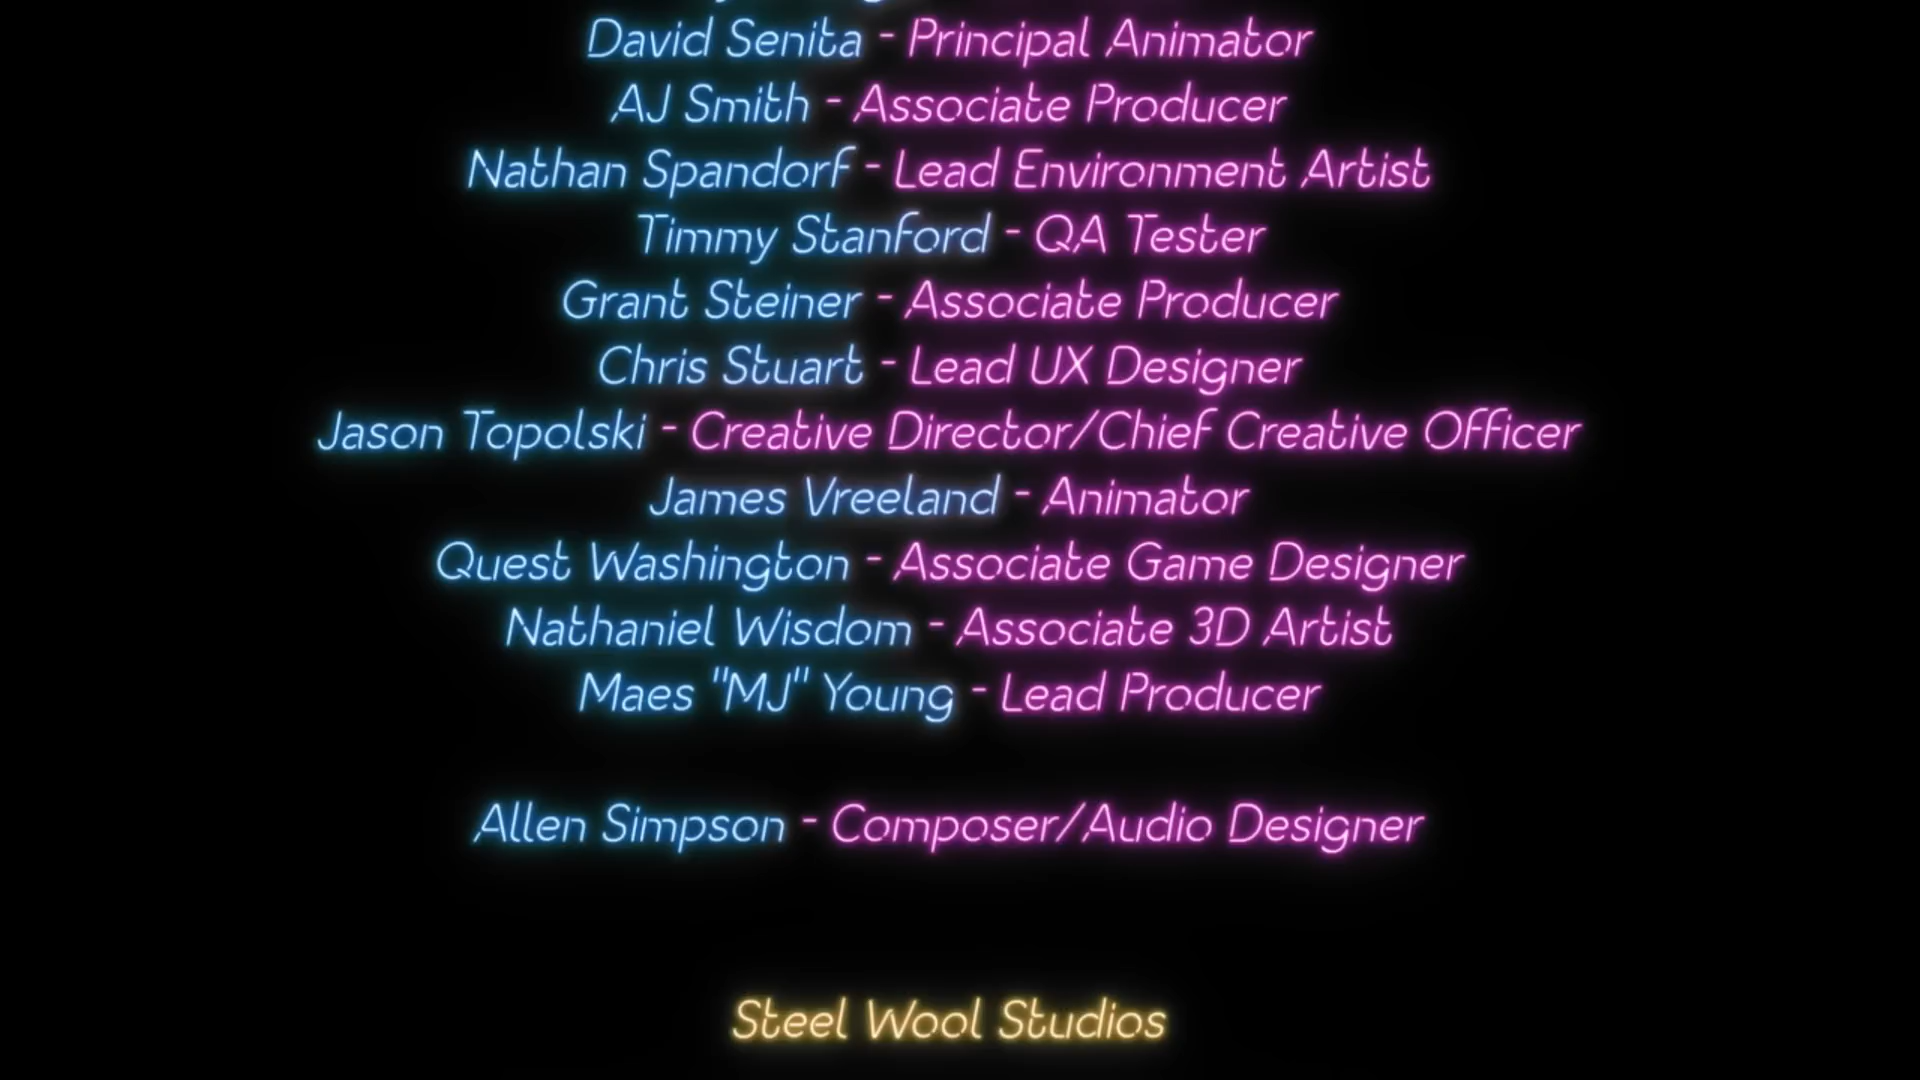 David Senita - Principal Animator
AJ Smith - Associate Producer
Nathan Spandorf - Lead Environment Artist
Timmy Stanford - QA Tester
Grant Steiner - Associate Producer
Chris Stuart - Lead UX Designer
Jason Topolski - Creative Director/Chief Creative Officer
James Vreeland - Animator
Quest Washington - Associate Game Designer
Nathaniel Wisdom - Associate 3D Artist
Maes "MJ" Young - Lead Producer
Allen Simpson - Composer/Audio Designer
Steel Wool Studios